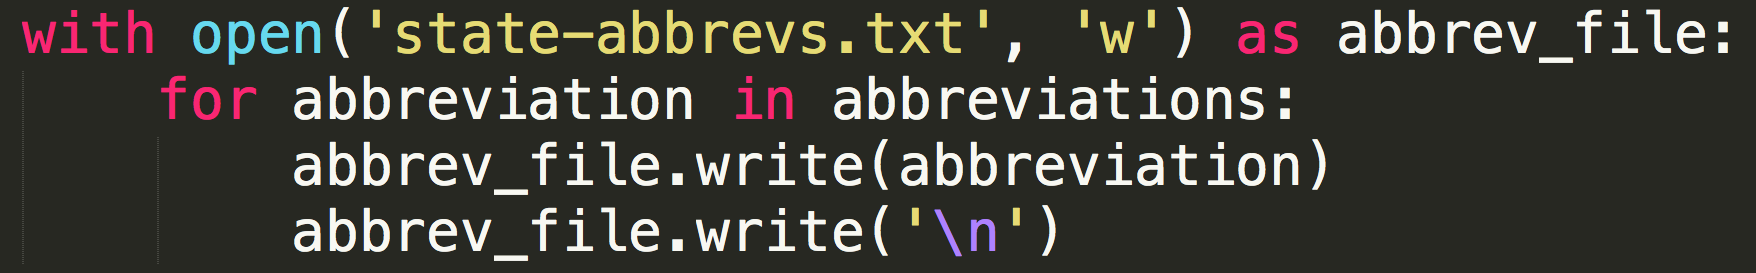 with open('state-abbrevs.txt', 'w') as abbrev_file:
    for abbreviation in abbreviations:
        abbrev_file.write(abbreviation)
        abbrev_file.write('\n')